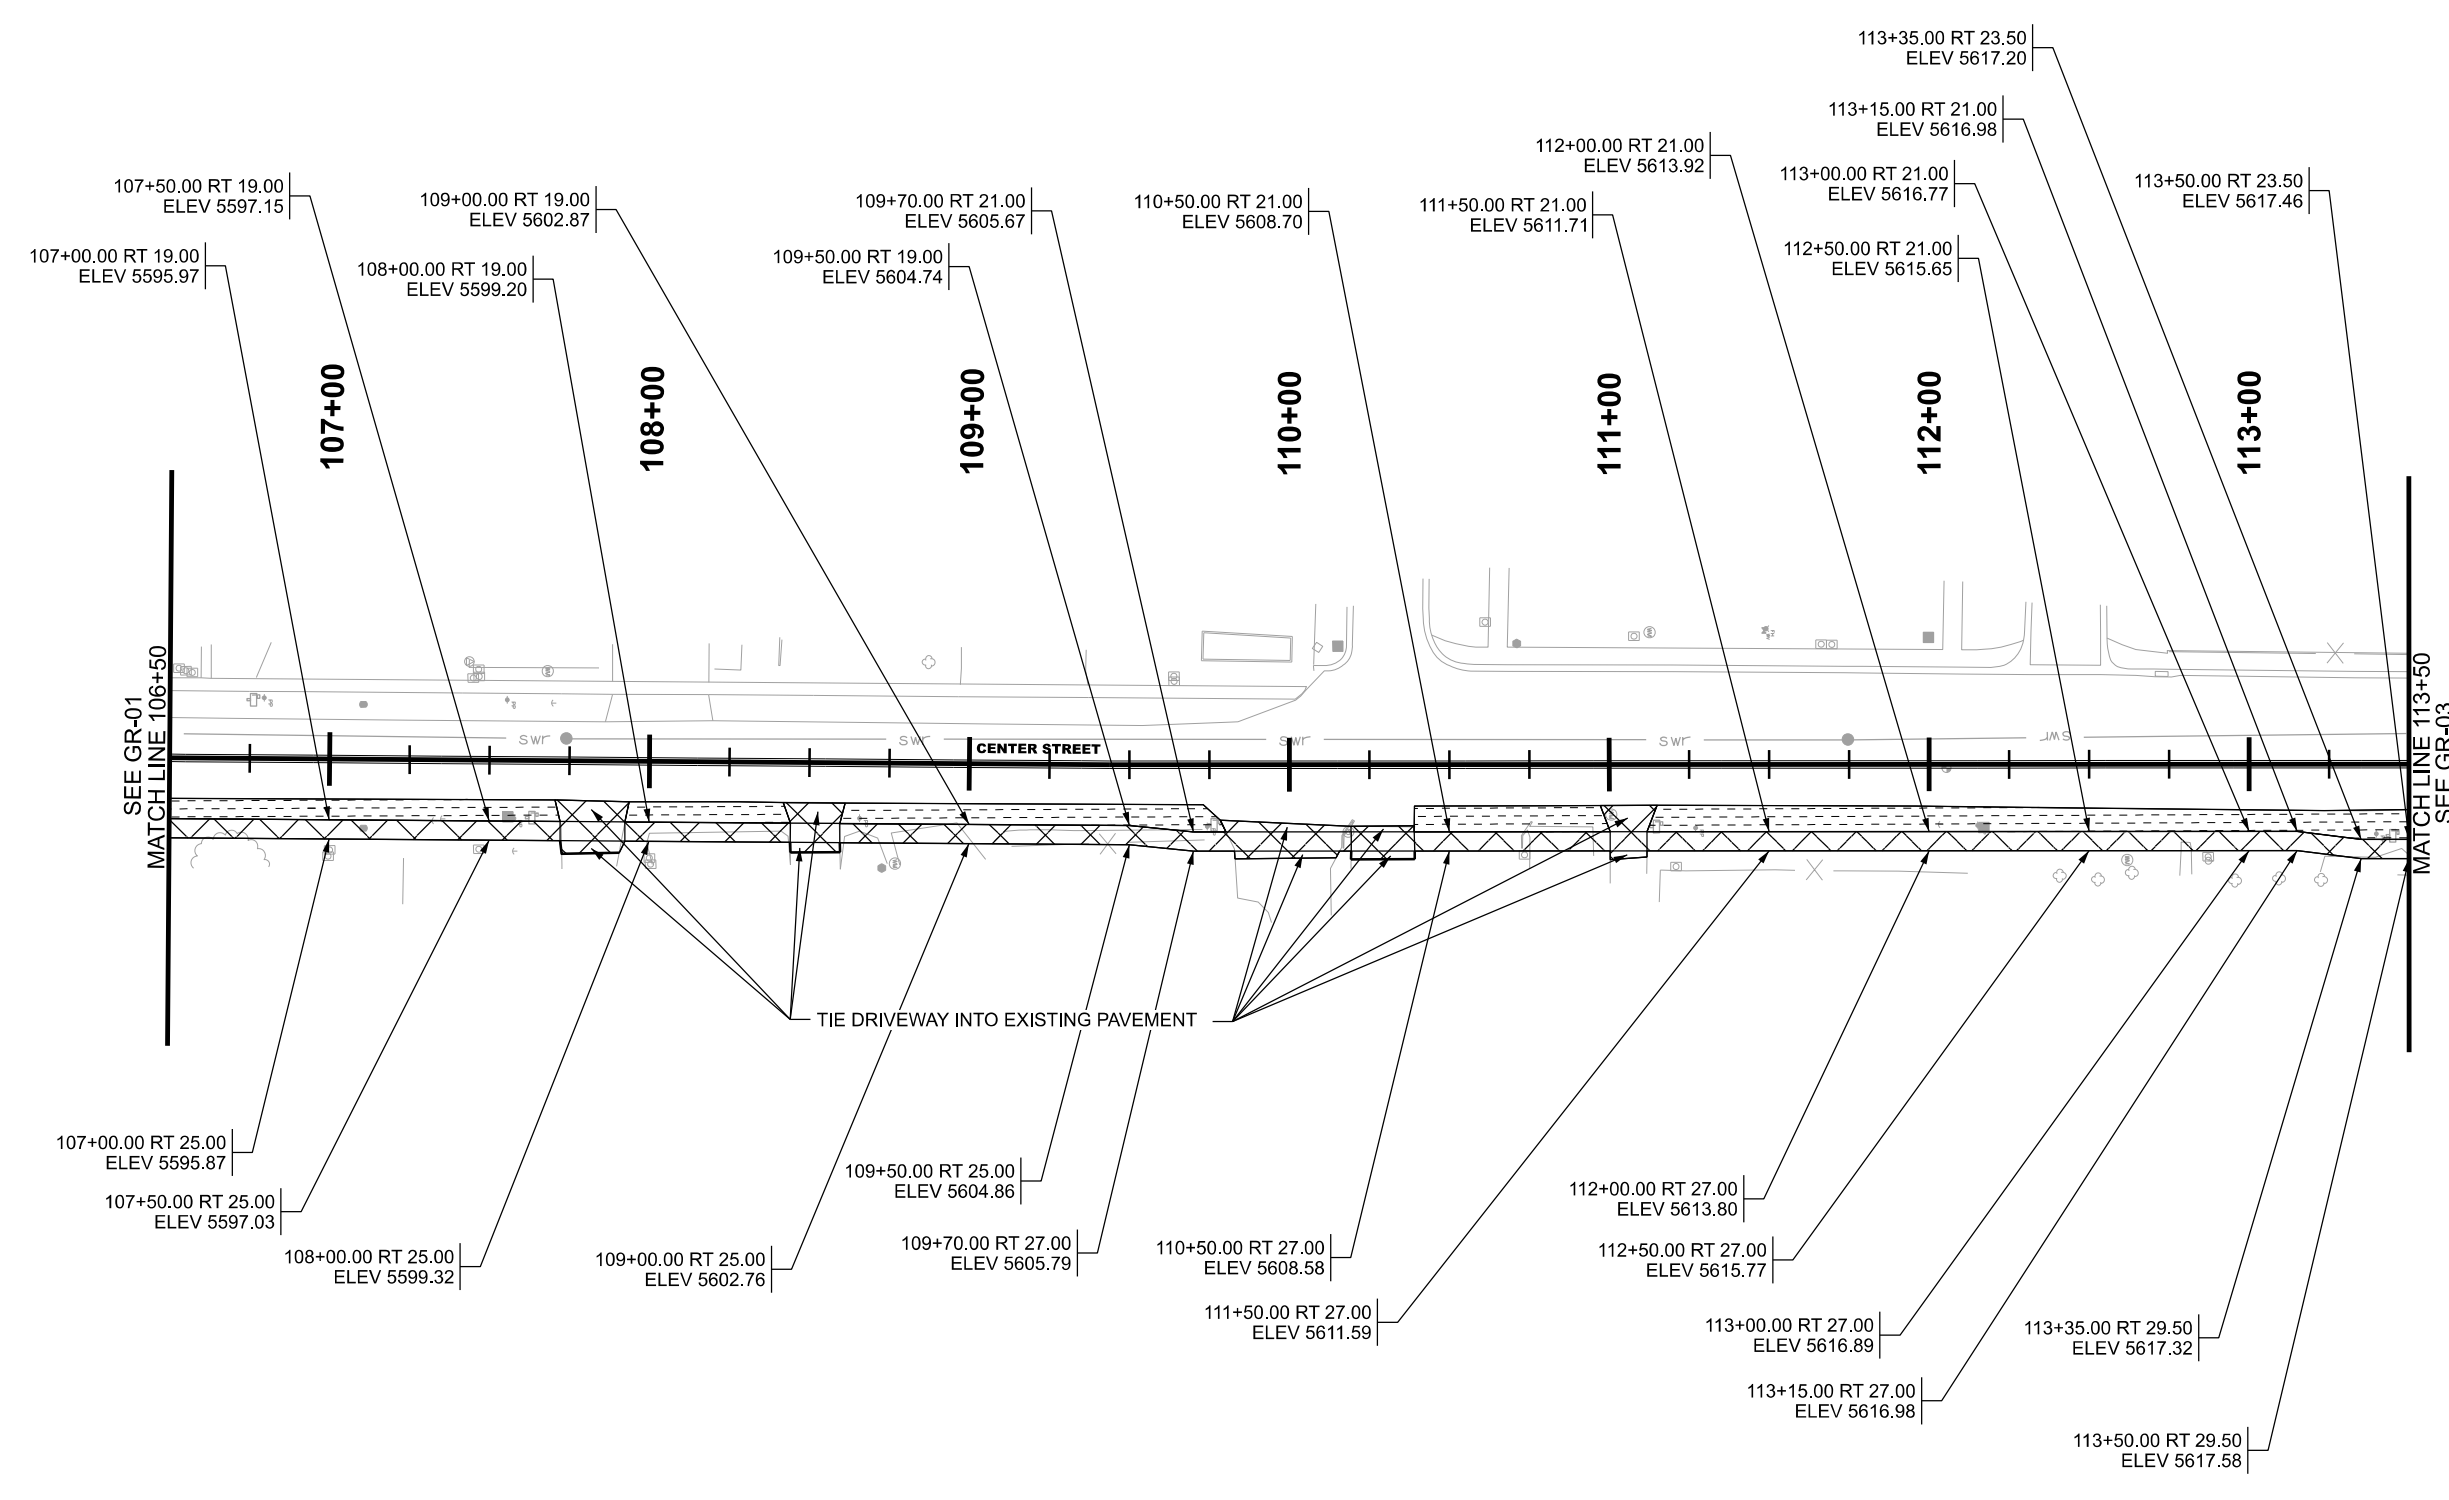 113+35.00 RT 23.50
ELEV 5617.20
113+15.00 RT 21.00
ELEV 5616.98
112+00.00 RT 21.00
ELEV 5613.92
113+00.00 RT 21.00
ELEV 5616.77
113+50.00 RT 23.50
ELEV 5617.46
107+50.00 RT 19.00
ELEV 5597.15
109+00.00 RT 19.00
ELEV 5602.87
109+70.00 RT 21.00
ELEV 5605.67
110+50.00 RT 21.00
ELEV 5608.70
111+50.00 RT 21.00
ELEV 5611.71
107+00.00 RT 19.00
ELEV 5595.97
108+00.00 RT 19.00
ELEV 5599.20
109+50.00 RT 19.00
ELEV 5604.74
112+50.00 RT 21.00
ELEV 5615.65
107+00
108+00
109+00
110+00
111+00
112+00
113+00
SEE GR-01
MATCH LINE 106+50
swr
swr
swr
swr
swr
CENTER STREET
MATCH LINE 113+50
SEE GR-03
TIE DRIVEWAY INTO EXISTING PAVEMENT
107+00.00 RT 25.00
ELEV 5595.87
107+50.00 RT 25.00
ELEV 5597.03
108+00.00 RT 25.00
ELEV 5599.32
109+00.00 RT 25.00
ELEV 5602.76
109+50.00 RT 25.00
ELEV 5604.86
109+70.00 RT 27.00
ELEV 5605.79
110+50.00 RT 27.00
ELEV 5608.58
111+50.00 RT 27.00
ELEV 5611.59
112+00.00 RT 27.00
ELEV 5613.80
112+50.00 RT 27.00
ELEV 5615.77
113+00.00 RT 27.00
ELEV 5616.89
113+15.00 RT 27.00
ELEV 5616.98
113+35.00 RT 29.50
ELEV 5617.32
113+50.00 RT 29.50
ELEV 5617.58